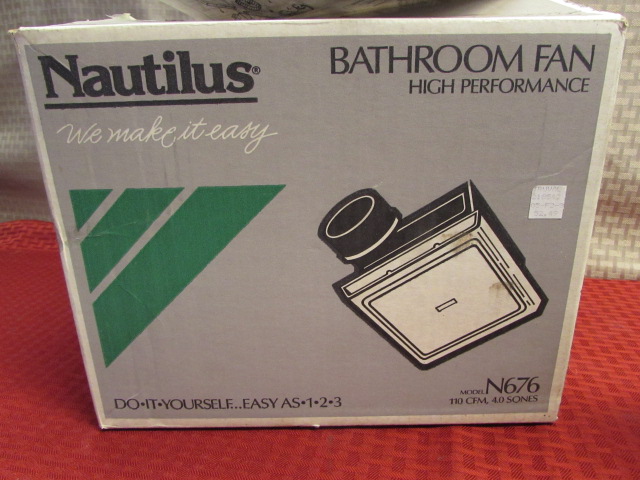 Nautilus®
BATHROOM FAN
HIGH PERFORMANCE
We make it easy
MODEL N676
110 CFM, 4.0 SONES
DO•IT•YOURSELF...EASY AS•1•2•3